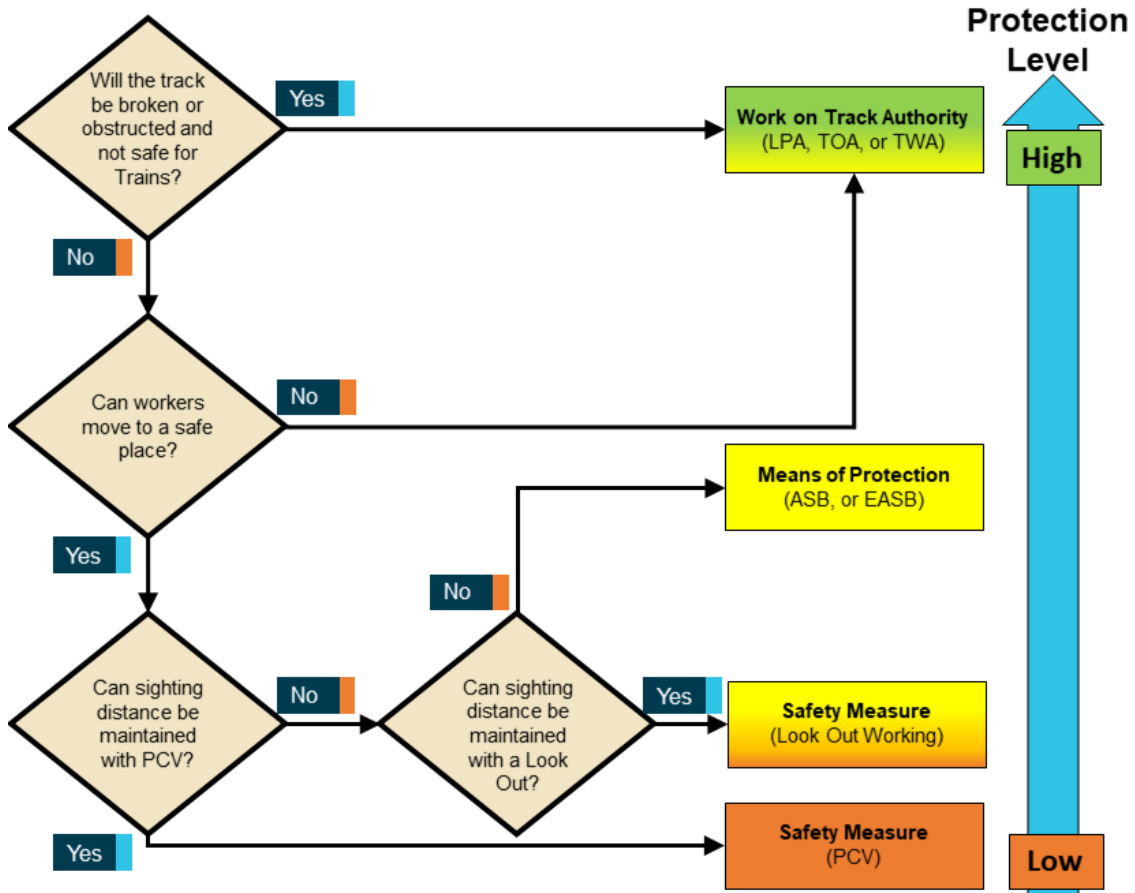 Protection
Level
Will the track
be broken or
obstructed and
not safe for
Trains?
Yes
Work on Track Authority
(LPA, TOA, or TWA)
High
No
Can workers
move to a safe
place?
No
Means of Protection
(ASB, or EASB)
Yes
No
Can sighting
distance be
maintained
with PCV?
No
Can sighting
distance be
maintained
with a Look
Out?
Yes
Safety Measure
(Look Out Working)
Yes
Safety Measure
(PCV)
Low